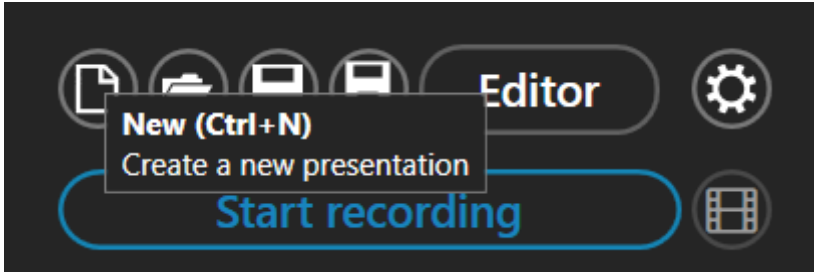 Editor
New (Ctrl+N)
Create a new presentation
Start recording